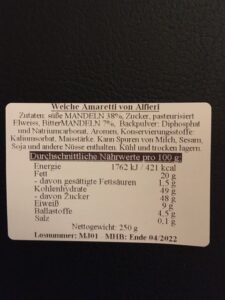 Weiche Amaretti von Alfieri
Zutaten: süße MANDELN 38%, Zucker, pasteurisiert
Eiweiss, BitterMANDELN 7%, Backpulver: Diphosphat
und Natriumcarbonat, Aromen, Konservierungsstoffe:
Kaliumsorbat, Maisstärke. Kann Spuren von Milch, Sesam,
Soja und andere Nüsse enthalten. Kühl und trocken lagern.
Durchschnittliche Nährwerte pro 100 g:
Energie 1762 kJ / 421 kcal
Fett 20 g
- davon gesättigte Fettsäuren 1.5 g
Kohlenhydrate 49 g
- davon Zucker 48 g
Eiweiß 9 g
Ballastoffe 4.5 g
Salz 0,1 g
Nettogewicht: 250 g
Losnummer: MJ01 - MHB: Ende 04/2022